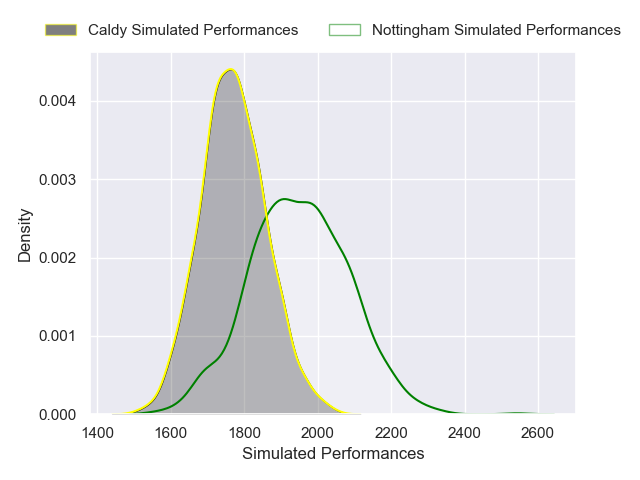 Caldy Simulated Performances Nottingham Simulated Performances
0.004
0.003
0.002
0.001
0.000
Density
1400 1600 1800 2000 2200 2400 2600
Simulated Performances